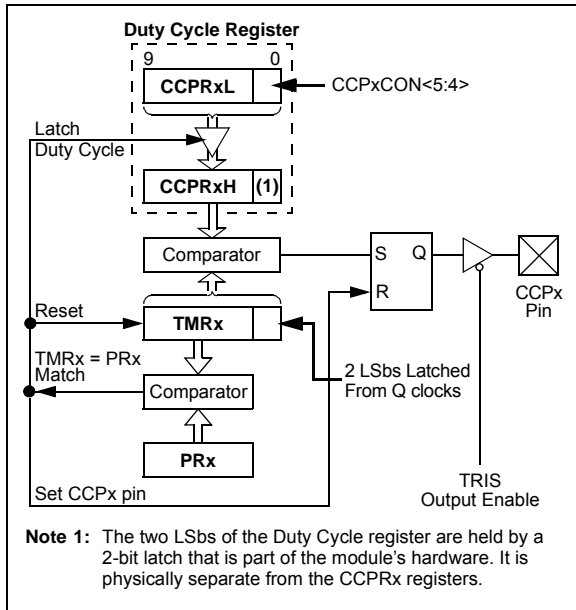 Duty Cycle Register
9 0
CCPRxL
CCPxCON<5:4>
Latch
Duty Cycle
CCPRxH (1)
Comparator
S Q
R
CCPx
Pin
Reset
TMRx
TMRx = PRx
Match
2 LSbs Latched
From Q clocks
Comparator
PRx
Set CCPx pin
TRIS
Output Enable
Note 1: The two LSbs of the Duty Cycle register are held by a
2-bit latch that is part of the module's hardware. It is
physically separate from the CCPRx registers.